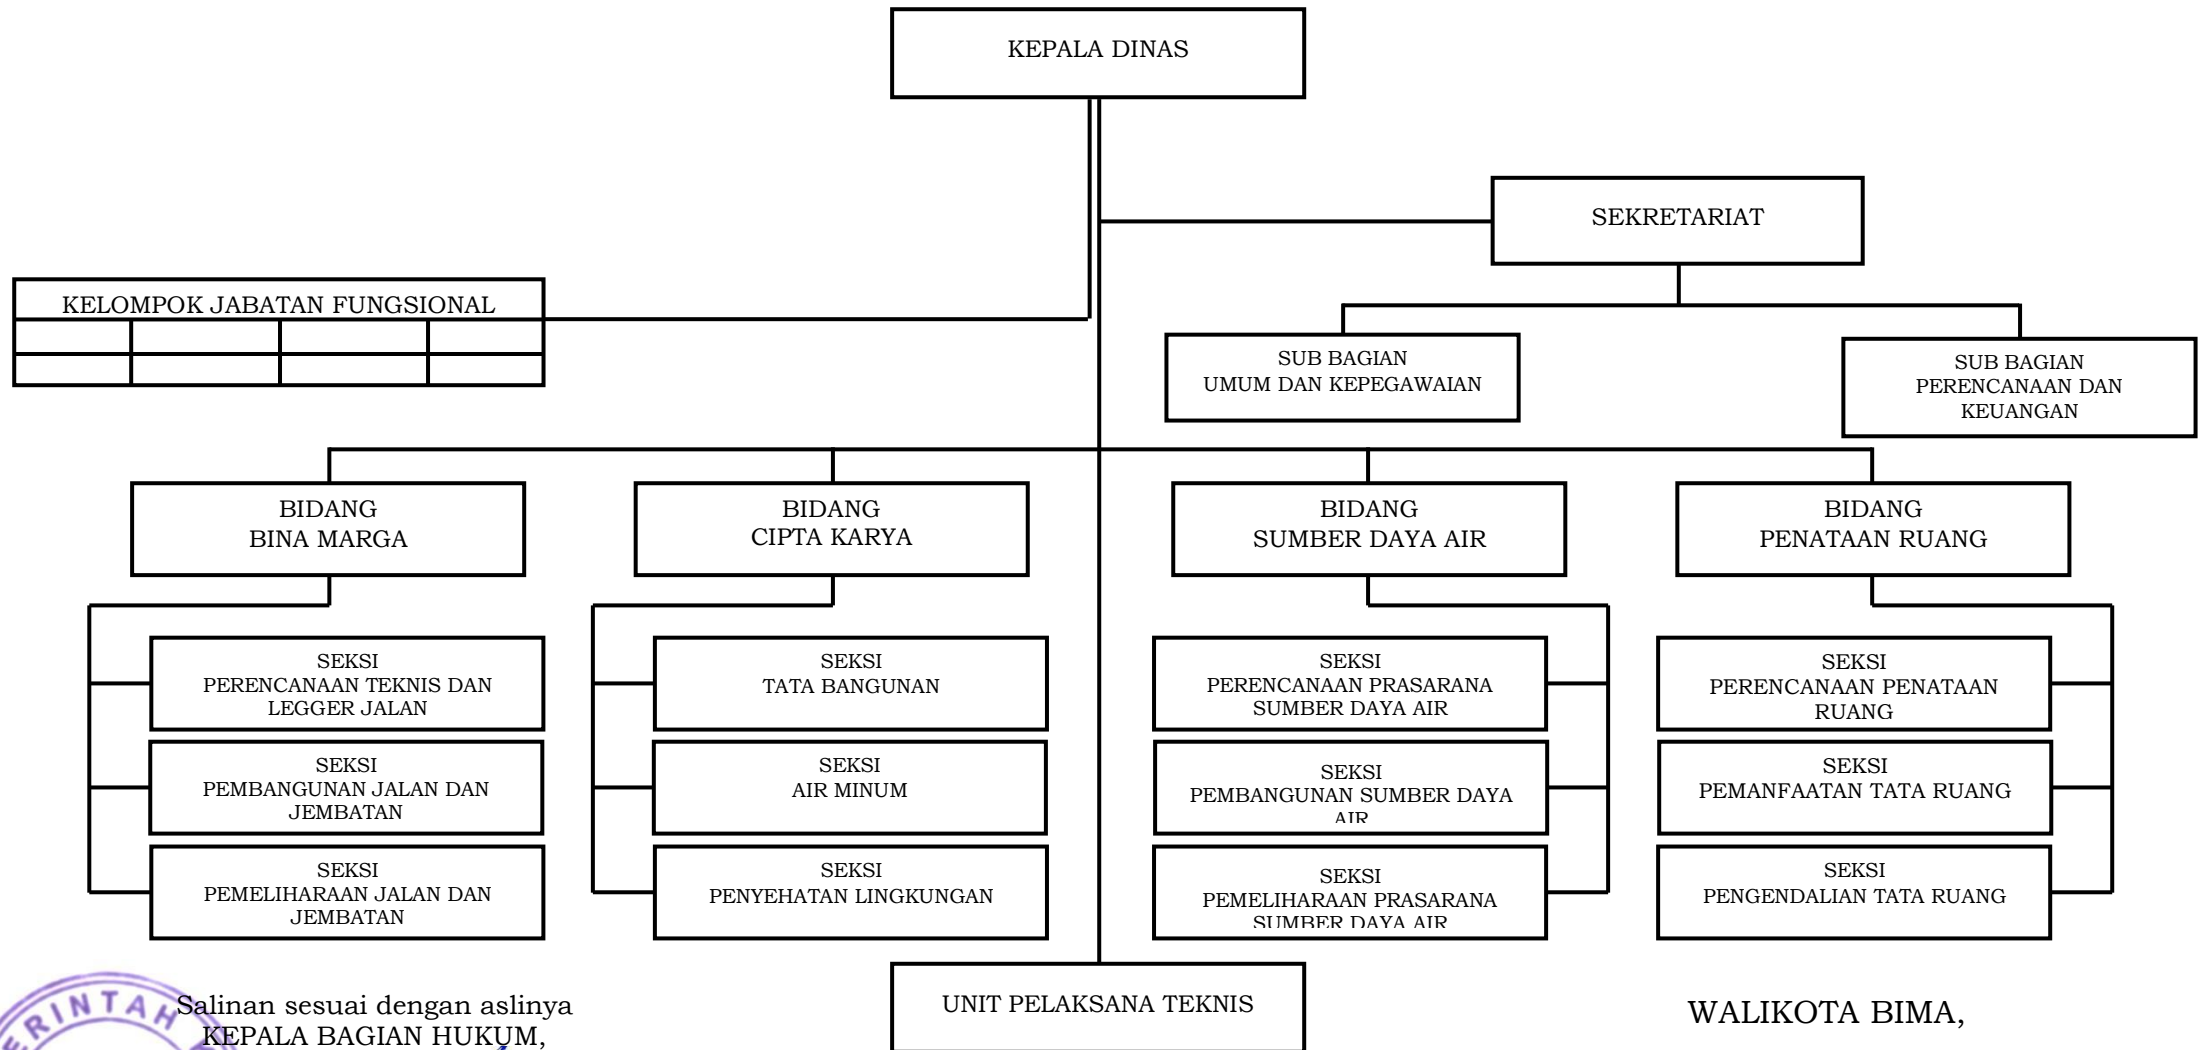 KEPALA DINAS
SEKRETARIAT
KELOMPOK JABATAN FUNGSIONAL
SUB BAGIAN
UMUM DAN KEPEGAWAIAN
SUB BAGIAN
PERENCANAAN DAN
KEUANGAN
BIDANG
BINA MARGA
BIDANG
CIPTA KARYA
BIDANG
SUMBER DAYA AIR
BIDANG
PENATAAN RUANG
SEKSI
PERENCANAAN TEKNIS DAN
LEGGER JALAN
SEKSI
PEMBANGUNAN JALAN DAN
JEMBATAN
SEKSI
PEMELIHARAAN JALAN DAN
JEMBATAN
SEKSI
TATA BANGUNAN
SEKSI
AIR MINUM
SEKSI
PENYEHATAN LINGKUNGAN
SEKSI
PERENCANAAN PRASARANA
SUMBER DAYA AIR
SEKSI
PEMBANGUNAN SUMBER DAYA
AIR
SEKSI
PEMELIHARAAN PRASARANA
SUMBER DAYA AIR
SEKSI
PERENCANAAN PENATAAN
RUANG
SEKSI
PEMANFAATAN TATA RUANG
SEKSI
PENGENDALIAN TATA RUANG
UNIT PELAKSANA TEKNIS
Salinan sesuai dengan aslinya
KEPALA BAGIAN HUKUM,
WALIKOTA BIMA,